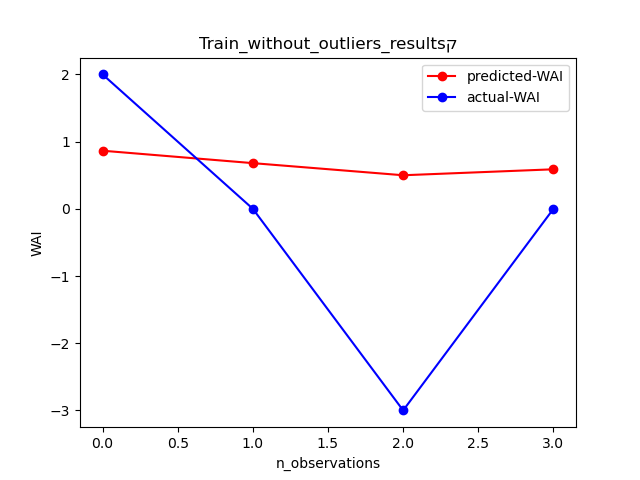 Train_without_outliers_resultsק
predicted-WAI
actual-WAI
2
1
0
−1
−2
−3
WAI
0.0 0.5 1.0 1.5 2.0 2.5 3.0
n_observations